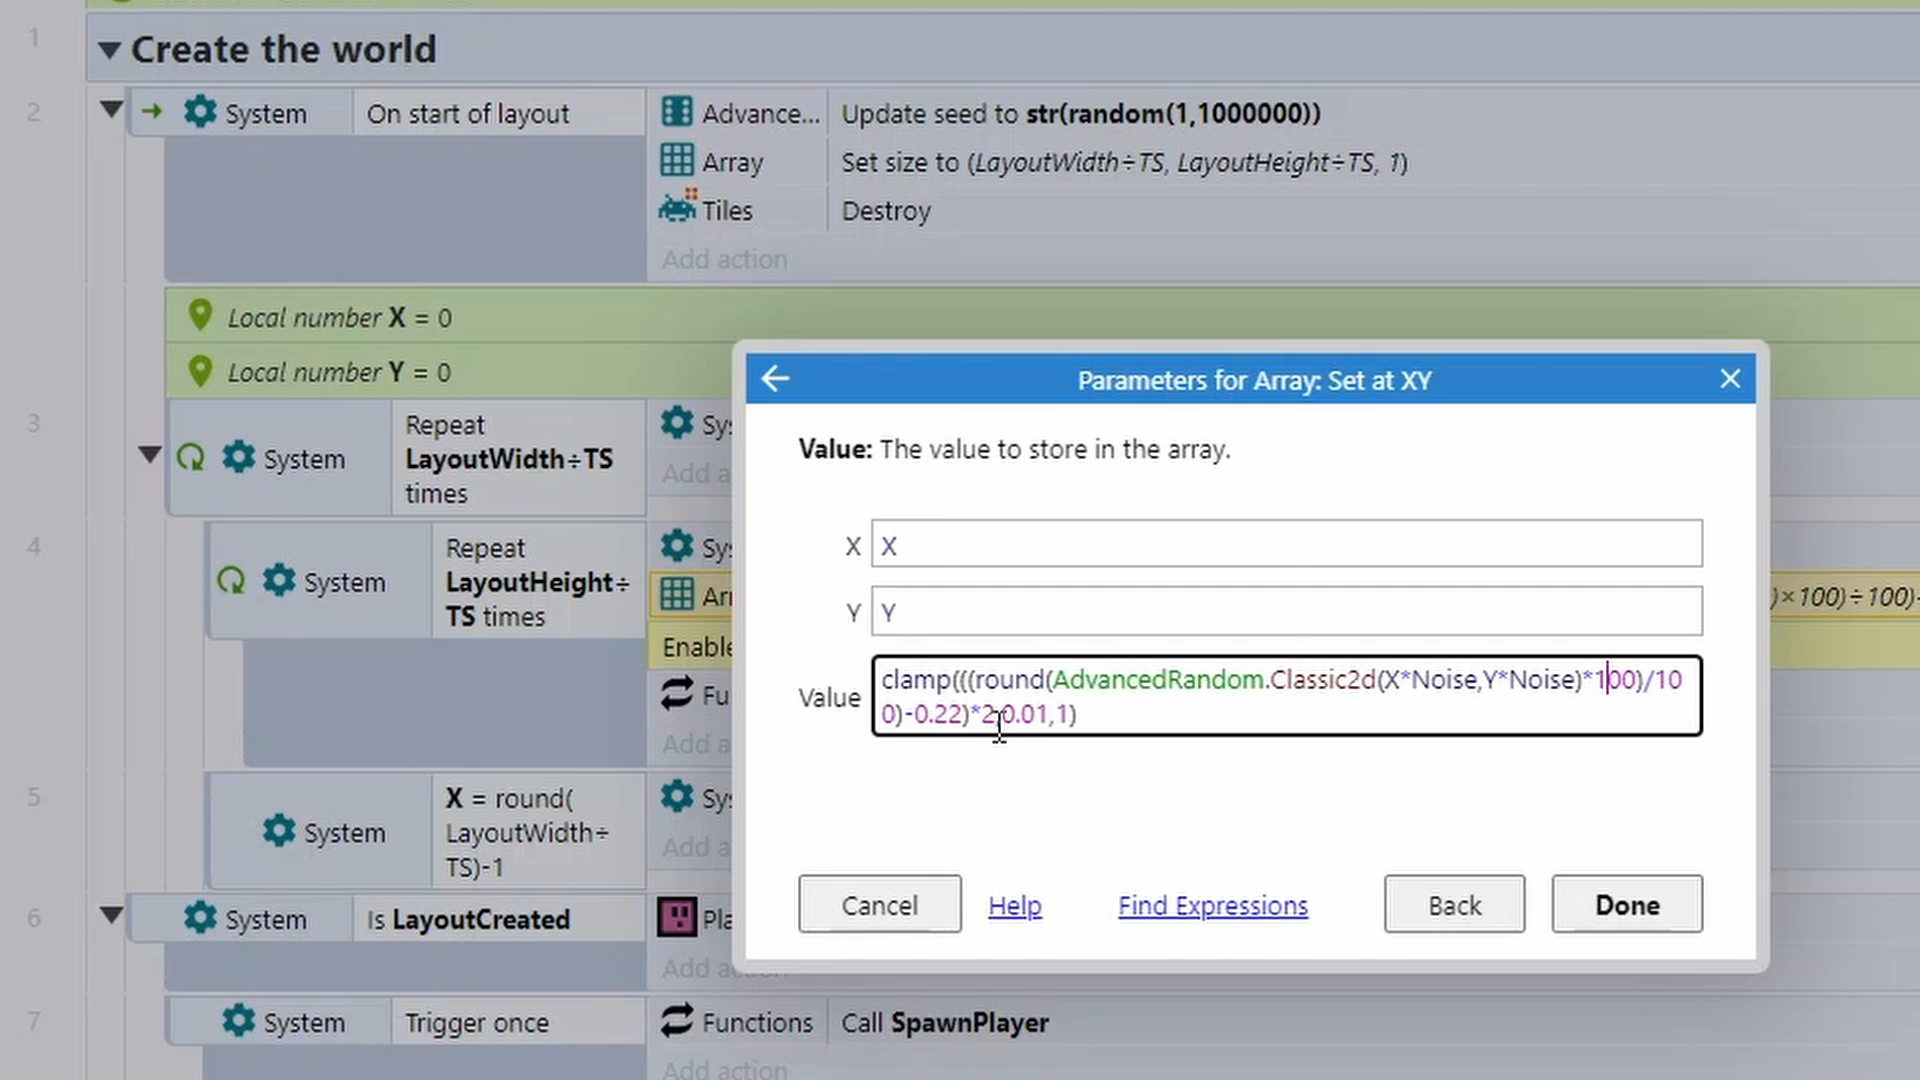 1
Create the world
2
System
On start of layout
Advance...
Update seed to str(random(1,1000000))
Array
Set size to (LayoutWidth÷TS, LayoutHeight÷TS, 1)
Tiles
Destroy
Add action
Local number X = 0
Local number Y = 0
3
System
Repeat
LayoutWidth÷TS
times
Sy
Add a
4
System
Repeat
LayoutHeight÷
TS times
Sy
Arr
Enable
Fu
Add a
)×100)÷100)-
5
System
X = round(
LayoutWidth÷
TS)-1
Sy
Add a
6
System
Is LayoutCreated
Pla
Add action
7
System
Trigger once
Functions
Call SpawnPlayer
Add action
Parameters for Array: Set at XY
Value: The value to store in the array.
X
X
Y
Y
Value
clamp(((round(AdvancedRandom.Classic2d(X*Noise,Y*Noise)*100)/10
0)-0.22)*2,0.01,1)
Cancel
Help
Find Expressions
Back
Done